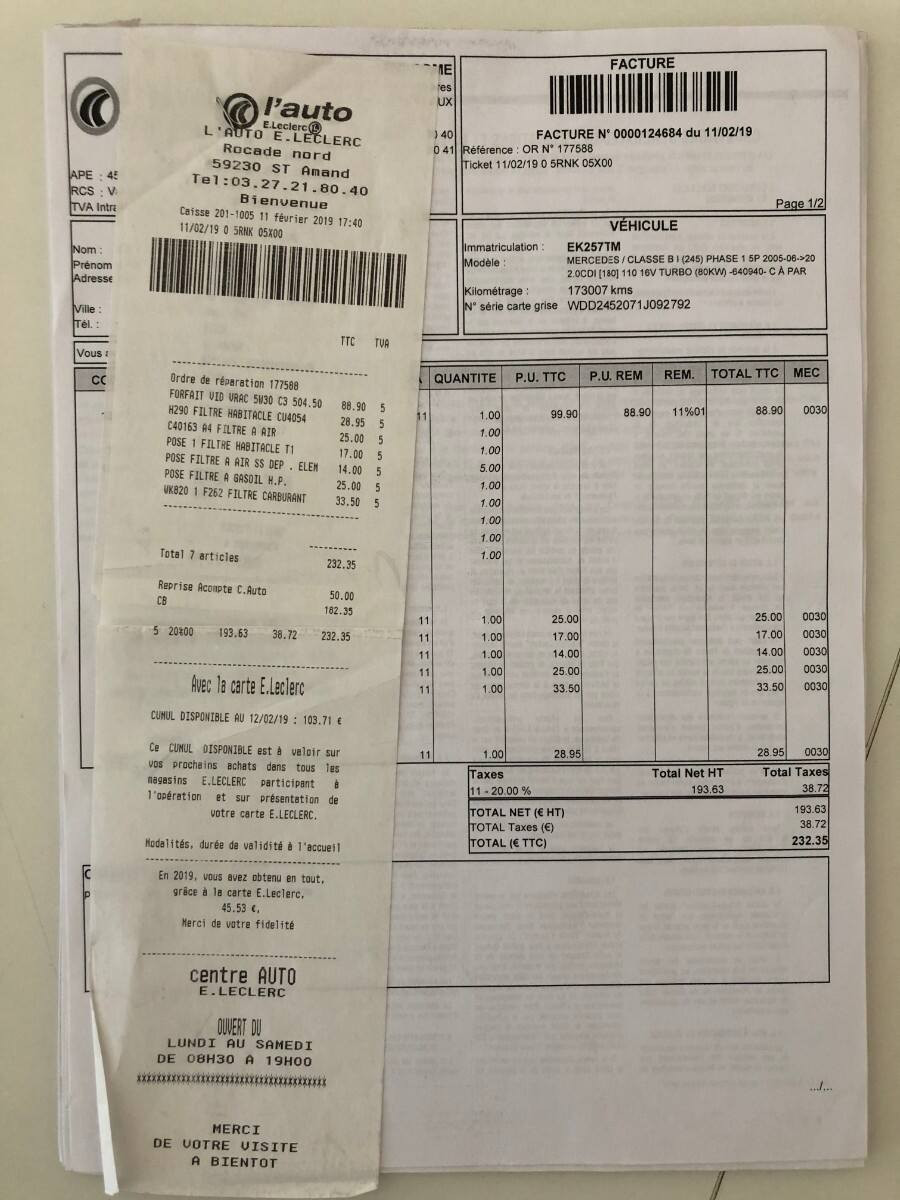 l'auto
E.Leclerc
L'AUTO E.LECLERC
Rocade nord
59230 ST Amand
Tel:03.27.21.80.40
Bienvenue
Caisse 201-1005 11 février 2019 17:40
11/02/19 0 5RNK 05X00
TTC TVA
Ordre de réparation 177588
FORFAIT VID VRAC 5W30 C3 504.50 88.90 5
H290 FILTRE HABITACLE CU4054 28.95 5
C40163 A4 FILTRE A AIR 25.00 5
POSE 1 FILTRE HABITACLE T1 17.00 5
POSE FILTRE A AIR SS DEP . ELEM 14.00 5
POSE FILTRE A GASOIL H.P. 25.00 5
WK820 1 F262 FILTRE CARBURANT 33.50 5
Total 7 articles 232.35
Reprise Acompte C.Auto 50.00
CB 182.35
5 20%00 193.63 38.72 232.35
Avec la carte E.Leclerc
CUMUL DISPONIBLE AU 12/02/19 : 103.71 €
Ce CUMUL DISPONIBLE est à valoir sur
vos prochains achats dans tous les
magasins E.LECLERC participant à
l'opération et sur présentation de
votre carte E.LECLERC.
Modalités, durée de validité à l'accueil
En 2019, vous avez obtenu en tout,
grâce à la carte E.Leclerc,
45.53 €,
Merci de votre fidélité
centre AUTO
E.LECLERC
OUVERT DU
LUNDI AU SAMEDI
DE 08H30 A 19H00
MERCI
DE VOTRE VISITE
A BIENTOT
APE : 45
RCS : V
TVA Intra
Nom :
Prénom
Adresse
Ville :
Tél. :
Vous
FACTURE
FACTURE N° 0000124684 du 11/02/19
Référence : OR N° 177588
Ticket 11/02/19 0 5RNK 05X00
Page 1/2
VÉHICULE
Immatriculation : EK257TM
Modèle : MERCEDES / CLASSE B I (245) PHASE 1 5P 2005-06->20
2.0CDI [180] 110 16V TURBO (80KW) -640940- C À PAR
Kilométrage : 173007 kms
N° série carte grise WDD2452071J092792
QUANTITE P.U. TTC P.U. REM REM. TOTAL TTC MEC
11 1.00 99.90 88.90 11%01 88.90 0030
1.00
1.00
5.00
1.00
1.00
1.00
1.00
1.00
11 1.00 25.00 25.00 0030
11 1.00 17.00 17.00 0030
11 1.00 14.00 14.00 0030
11 1.00 25.00 25.00 0030
11 1.00 33.50 33.50 0030
11 1.00 28.95 28.95 0030
Taxes Total Net HT Total Taxes
11 - 20.00 % 193.63 38.72
TOTAL NET (€ HT) 193.63
TOTAL Taxes (€) 38.72
TOTAL (€ TTC) 232.35
.../...